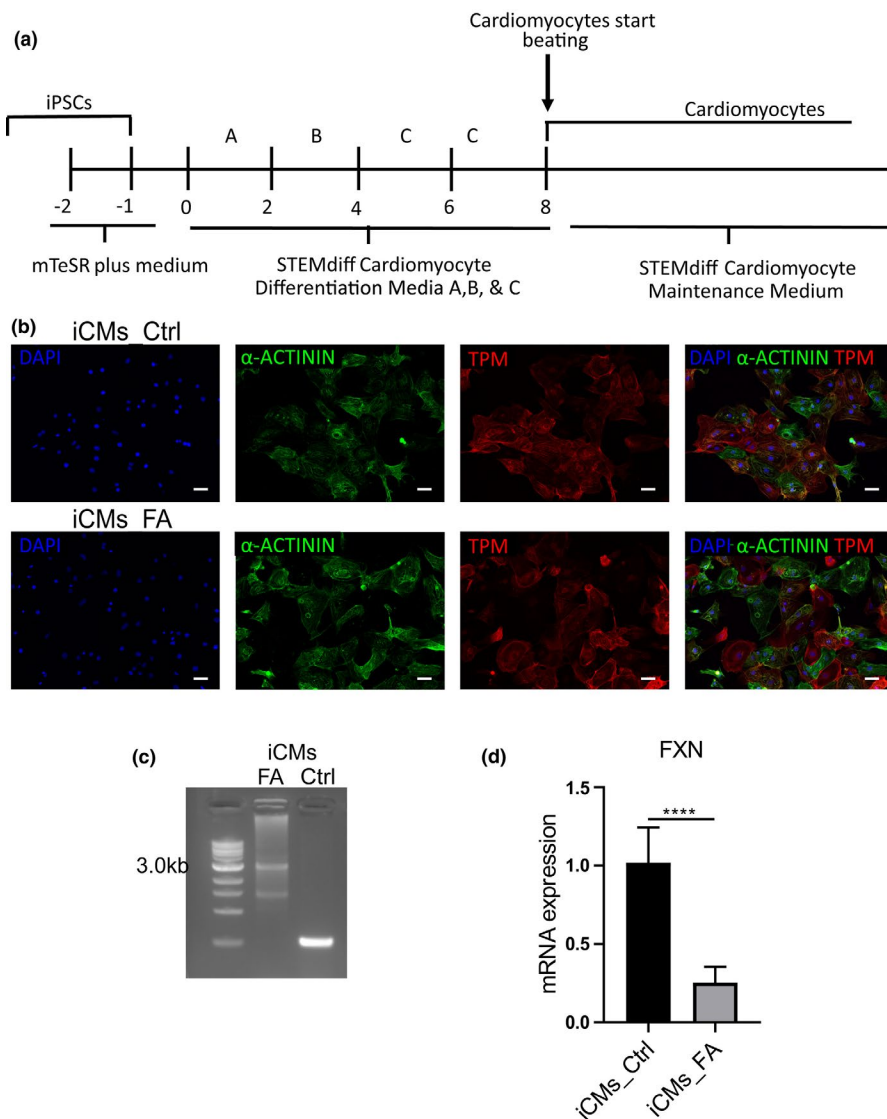 (a)
Cardiomyocytes start
beating
iPSCs
Cardiomyocytes
A B C C
-2 -1 0 2 4 6 8
mTeSR plus medium
STEMdiff Cardiomyocyte
Differentiation Media A,B, & C
STEMdiff Cardiomyocyte
Maintenance Medium
(b)
iCMs_Ctrl
DAPI α-ACTININ TPM DAPI α-ACTININ TPM
iCMs_FA
DAPI α-ACTININ TPM DAPI α-ACTININ TPM
(c)
iCMs
FA Ctrl
3.0kb
(d)
FXN
mRNA expression
1.5
****
1.0
0.5
0.0
iCMs_Ctrl
iCMs_FA